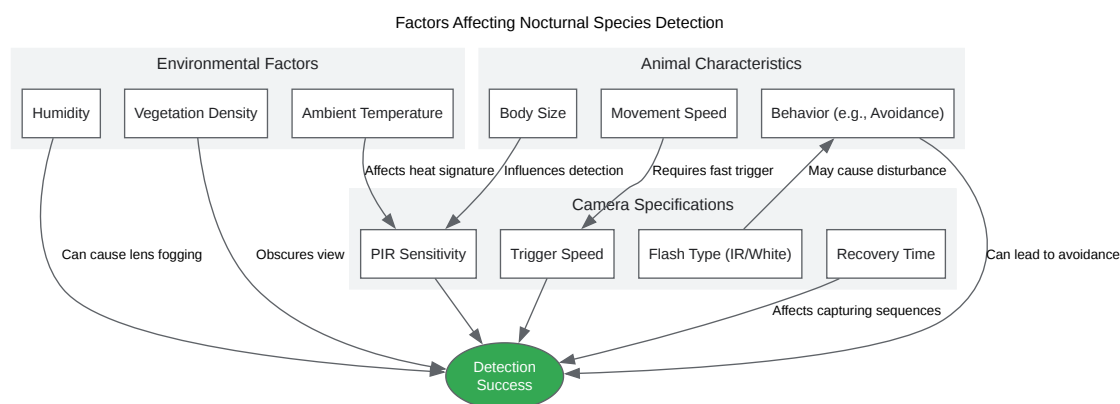 Factors Affecting Nocturnal Species Detection
Environmental Factors
Animal Characteristics
Humidity
Vegetation Density
Ambient Temperature
Body Size
Movement Speed
Behavior (e.g., Avoidance)
Affects heat signature
Influences detection
Requires fast trigger
May cause disturbance
Camera Specifications
Can cause lens fogging
Obscures view
PIR Sensitivity
Trigger Speed
Flash Type (IR/White)
Recovery Time
Can lead to avoidance
Affects capturing sequences
Detection
Success